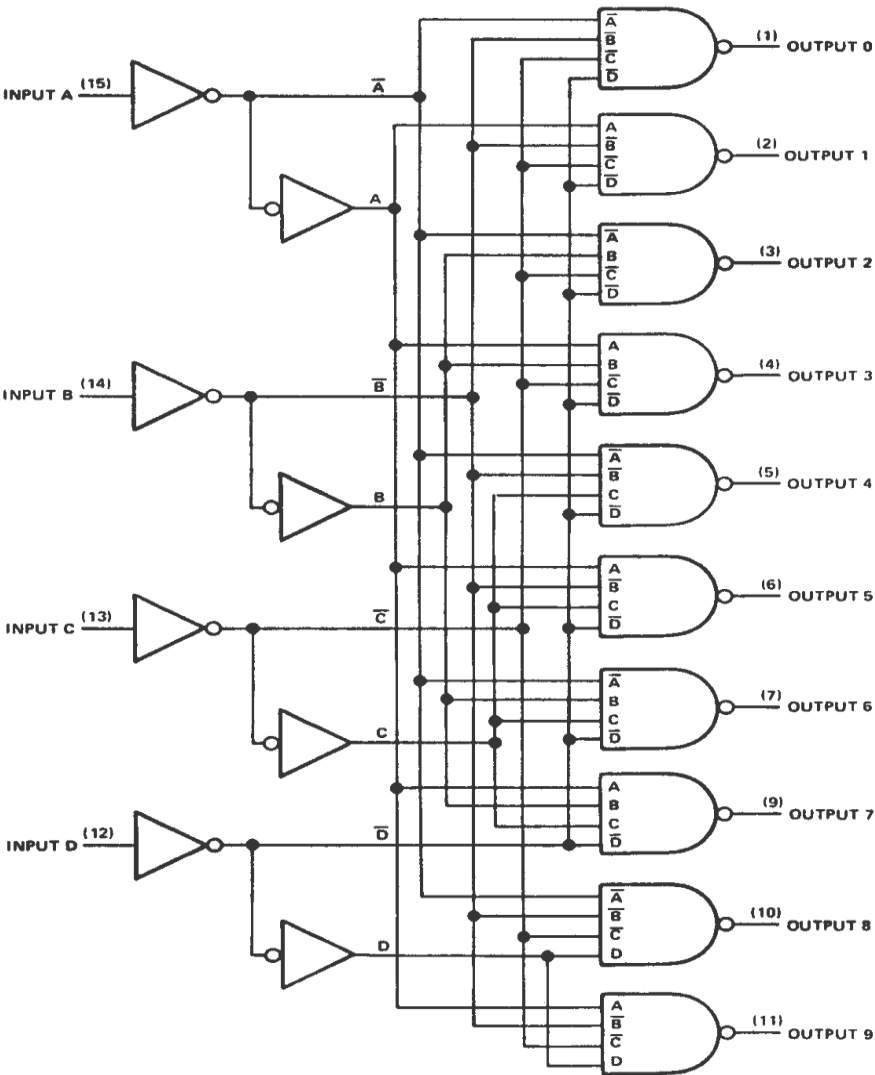 A̅
B̅
C̅
D̅
(1)
OUTPUT 0
INPUT A
(15)
A̅
A
B̅
C̅
D̅
(2)
OUTPUT 1
A
A̅
B
C̅
D̅
(3)
OUTPUT 2
A
B
C̅
D̅
(4)
OUTPUT 3
INPUT B
(14)
B̅
A̅
B̅
C
D̅
(5)
OUTPUT 4
B
A
B̅
C
D̅
(6)
OUTPUT 5
INPUT C
(13)
C̅
A̅
B
C
D̅
(7)
OUTPUT 6
C
A
B
C
D̅
(9)
OUTPUT 7
INPUT D
(12)
D̅
A̅
B̅
C̅
D
(10)
OUTPUT 8
D
A
B̅
C̅
D
(11)
OUTPUT 9